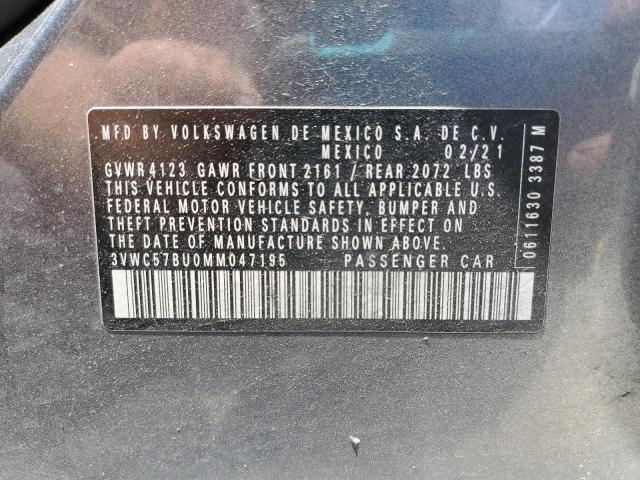 MFD BY VOLKSWAGEN DE MEXICO S.A. DE C.V.
MEXICO 02/21
GVWR 4123 GAWR FRONT 2161 / REAR 2072 LBS
THIS VEHICLE CONFORMS TO ALL APPLICABLE U.S.
FEDERAL MOTOR VEHICLE SAFETY, BUMPER AND
THEFT PREVENTION STANDARDS IN EFFECT ON
THE DATE OF MANUFACTURE SHOWN ABOVE.
3VWC57BU0MM047195 PASSENGER CAR
0611630 3387 M